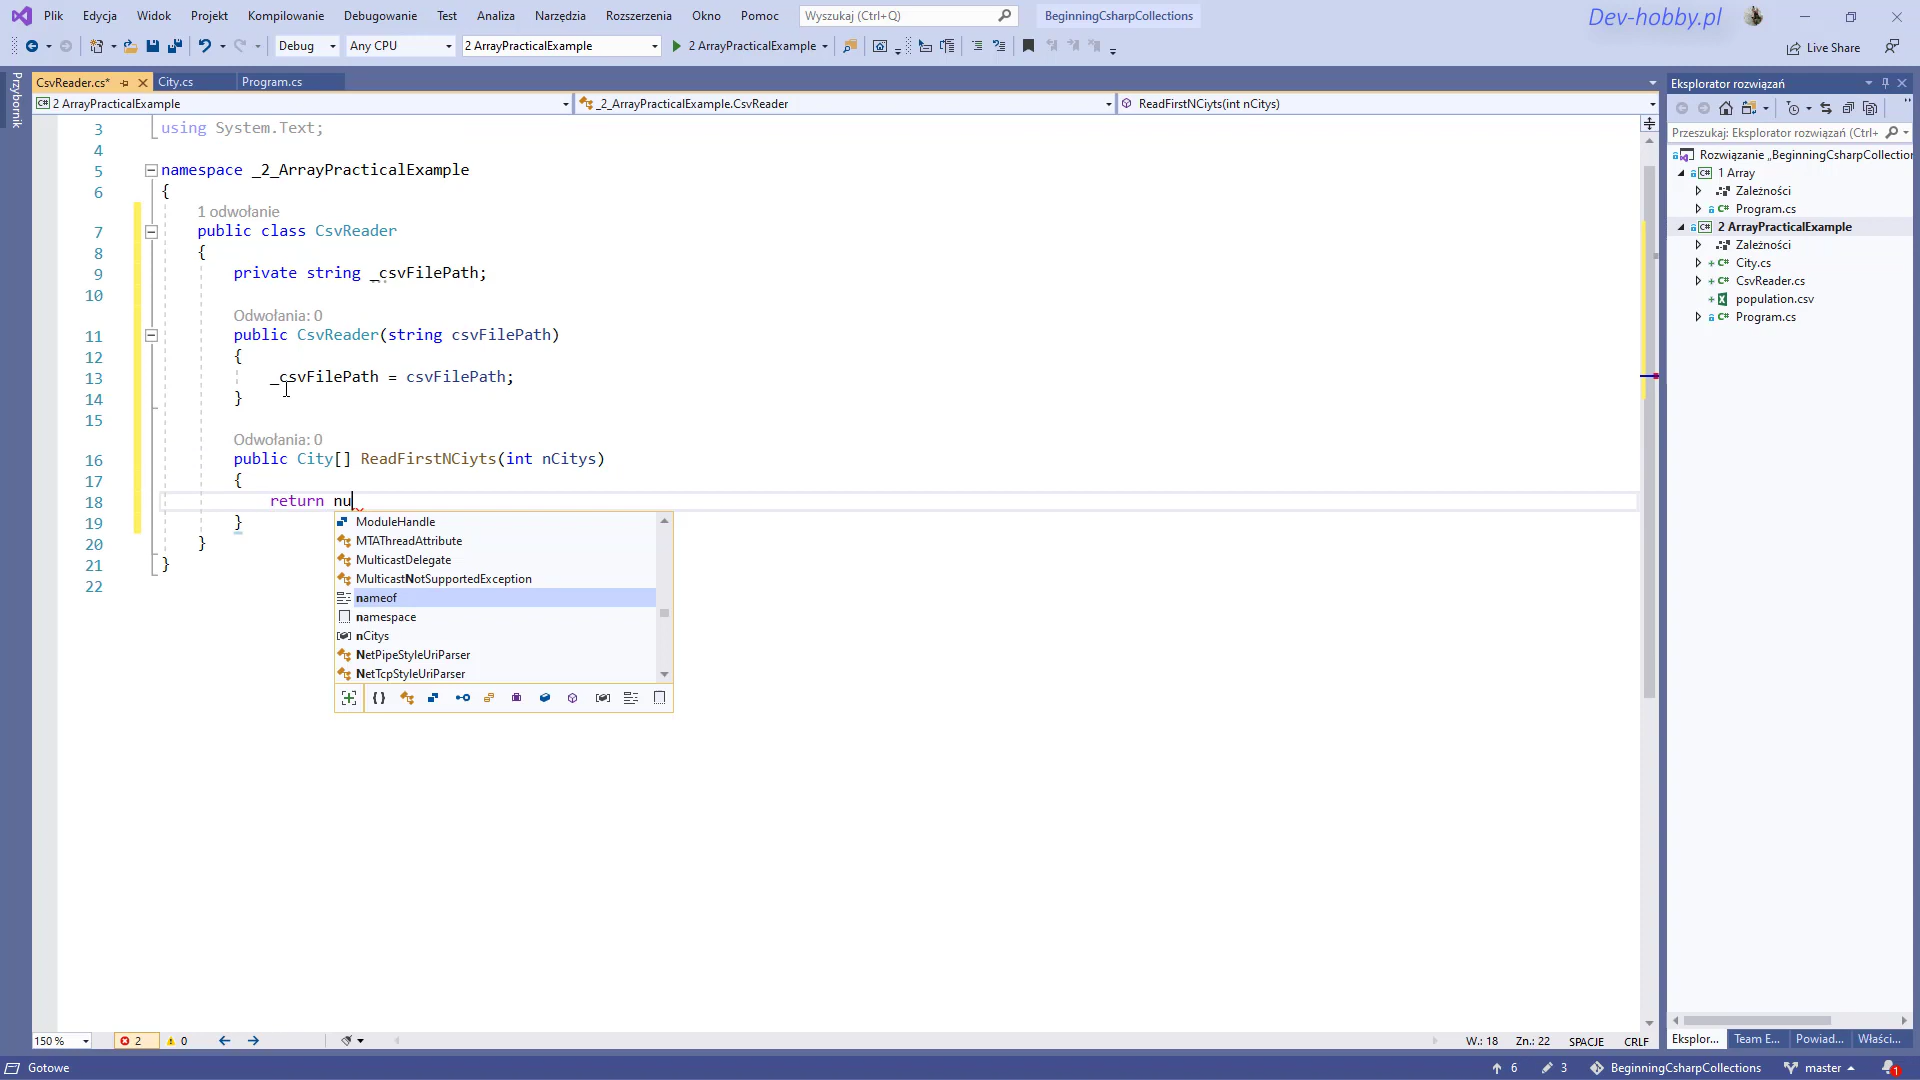 Plik Edycja Widok Projekt Kompilowanie Debugowanie Test Analiza Narzędzia Rozszerzenia Okno Pomoc Wyszukaj (Ctrl+Q) BeginningCsharpCollections Dev-hobby.pl
Debug Any CPU 2 ArrayPracticalExample 2 ArrayPracticalExample Live Share
Przybornik
CsvReader.cs* City.cs Program.cs
2 ArrayPracticalExample _2_ArrayPracticalExample.CsvReader ReadFirstNCiyts(int nCitys)
3 using System.Text;
4
5 namespace _2_ArrayPracticalExample
6 {
1 odwołanie
7 public class CsvReader
8 {
9 private string _csvFilePath;
10
Odwołania: 0
11 public CsvReader(string csvFilePath)
12 {
13 _csvFilePath = csvFilePath;
14 }
15
Odwołania: 0
16 public City[] ReadFirstNCiyts(int nCitys)
17 {
18 return nu
19 }
20 }
21 }
22
ModuleHandle
MTAThreadAttribute
MulticastDelegate
MulticastNotSupportedException
nameof
namespace
nCitys
NetPipeStyleUriParser
NetTcpStyleUriParser
Eksplorator rozwiązań
Przeszukaj: Eksplorator rozwiązań (Ctrl+
Rozwiązanie „BeginningCsharpCollection
1 Array
Zależności
Program.cs
2 ArrayPracticalExample
Zależności
City.cs
CsvReader.cs
population.csv
Program.cs
Eksplor... Team E... Powiad... Właści...
150 % 2 0 W.: 18 Zn.: 22 SPACJE CRLF
Gotowe 6 3 BeginningCsharpCollections master 1